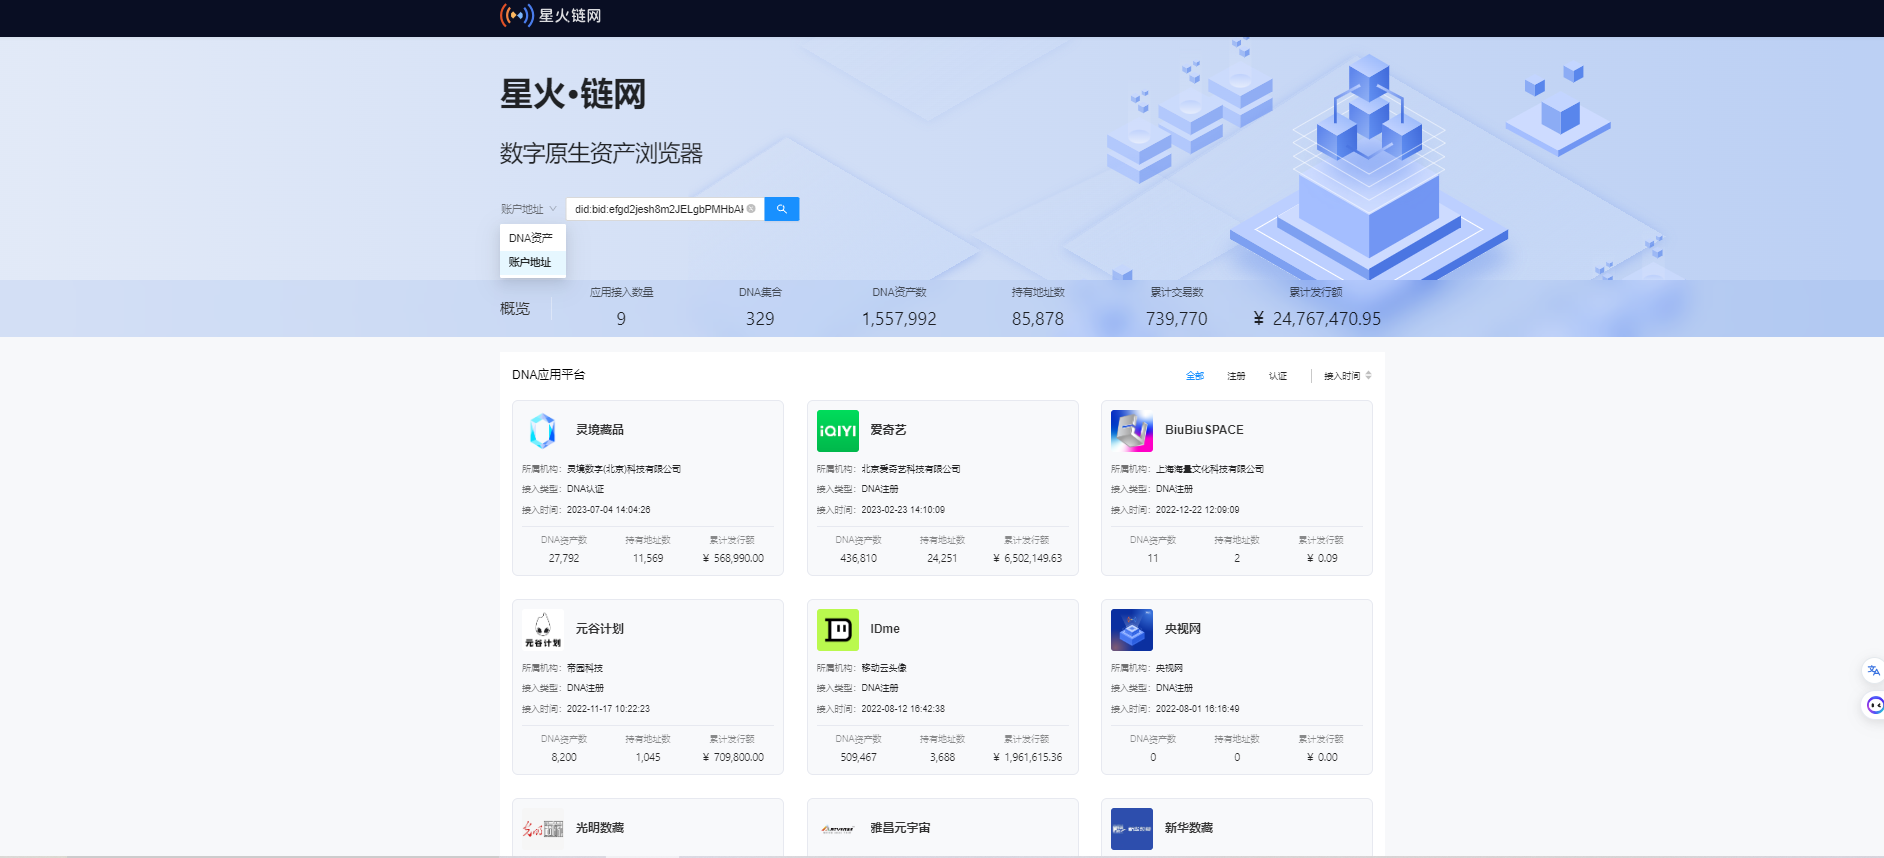 星火链网
星火·链网
数字原生资产浏览器
账户地址 did:bid:efgd2jesh8m2JELgbPMHbA
DNA资产
账户地址
概览
应用接入数量 DNA集合 DNA资产数 持有地址数 累计交易数 累计发行额
9 329 1,557,992 85,878 739,770 ¥ 24,767,470.95
DNA应用平台 全部 注册 认证 接入时间
灵境藏品
所属机构: 灵境数字(北京)科技有限公司
接入类型: DNA认证
接入时间: 2023-07-04 14:04:26
DNA资产数 持有地址数 累计发行额
27,792 11,569 ¥ 568,990.00
iQIYI 爱奇艺
所属机构: 北京爱奇艺科技有限公司
接入类型: DNA注册
接入时间: 2023-02-23 14:10:09
DNA资产数 持有地址数 累计发行额
436,810 24,251 ¥ 6,502,149.63
BiuBiuSPACE
所属机构: 上海海量文化科技有限公司
接入类型: DNA注册
接入时间: 2022-12-22 12:09:09
DNA资产数 持有地址数 累计发行额
11 2 ¥ 0.09
元谷计划 元谷计划
所属机构: 帝园科技
接入类型: DNA注册
接入时间: 2022-11-17 10:22:23
DNA资产数 持有地址数 累计发行额
8,200 1,045 ¥ 709,800.00
IDme
所属机构: 移动云头像
接入类型: DNA注册
接入时间: 2022-08-12 16:42:38
DNA资产数 持有地址数 累计发行额
509,467 3,688 ¥ 1,961,615.36
央视网
所属机构: 央视网
接入类型: DNA注册
接入时间: 2022-08-01 16:16:49
DNA资产数 持有地址数 累计发行额
0 0 ¥ 0.00
光明数藏
雅昌元宇宙
新华数藏